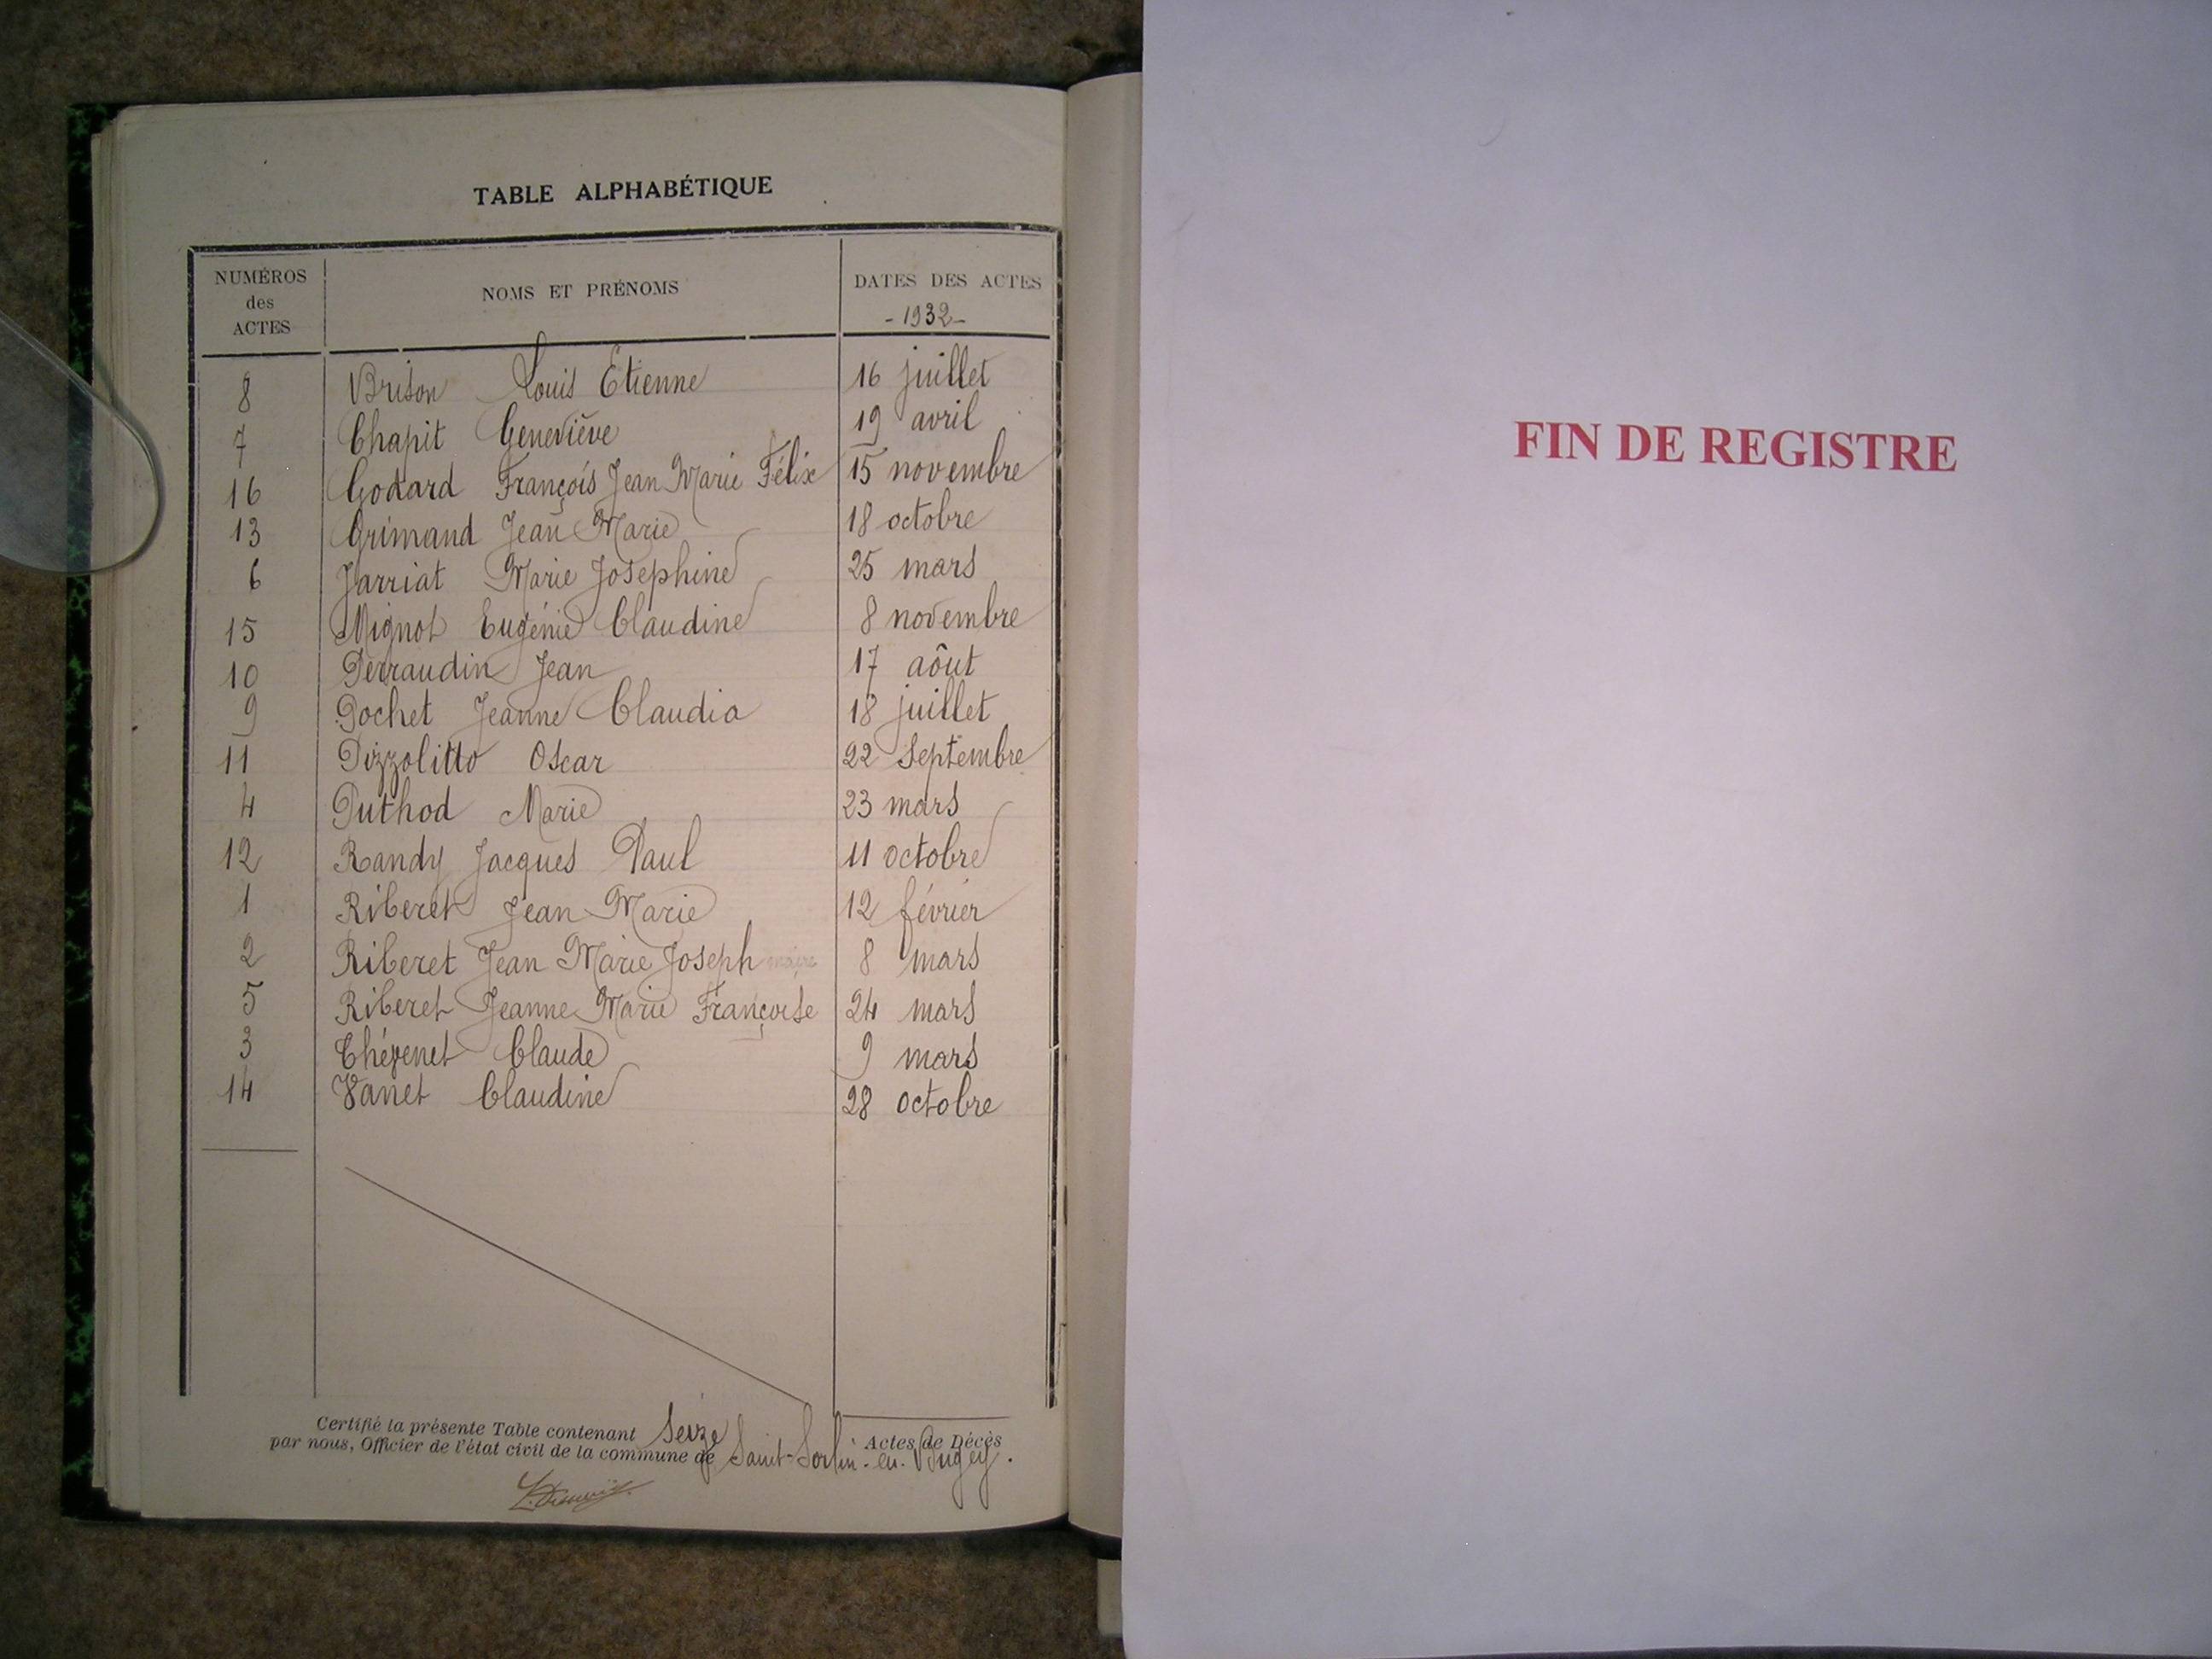 TABLE ALPHABÉTIQUE
NUMÉROS des ACTES NOMS ET PRÉNOMS DATES DES ACTES
- 1932 -
8 Brison Louis Etienne 16 juillet
7 Chapit Geneviève 19 avril
16 Godard François Jean Marie Félix 15 novembre
13 Grimand Jean Marie 18 octobre
6 Jarriat Marie Josephine 25 mars
15 Mignot Eugénie Claudine 8 novembre
10 Perraudin Jean 17 aôut
9 Pochet Jeanne Claudia 18 juillet
11 Pizzolitto Oscar 22 Septembre
4 Puthod Marie 23 mars
12 Randy Jacques Paul 11 octobre
1 Riberet Jean Marie 12 février
2 Riberet Jean Marie Joseph 8 mars
5 Riberet Jeanne Marie Françoise 24 mars
3 Thévenet Claude 9 mars
14 Vanet Claudine 28 octobre
Certifié la présente Table contenant Seize Actes de Décès
par nous, Officier de l'état civil de la commune de Saint-Sorlin-en-Bugey.
FIN DE REGISTRE